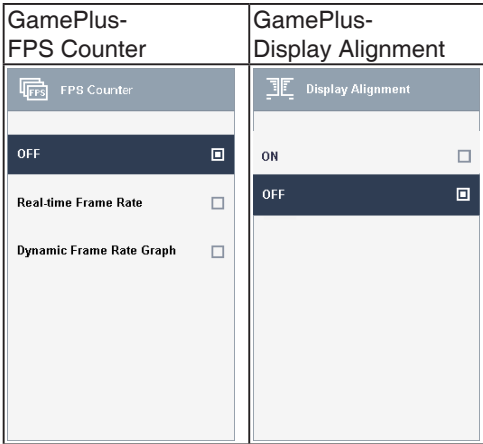 GamePlus-
FPS Counter
GamePlus-
Display Alignment
FPS
FPS Counter
OFF
Real-time Frame Rate
Dynamic Frame Rate Graph
Display Alignment
ON
OFF